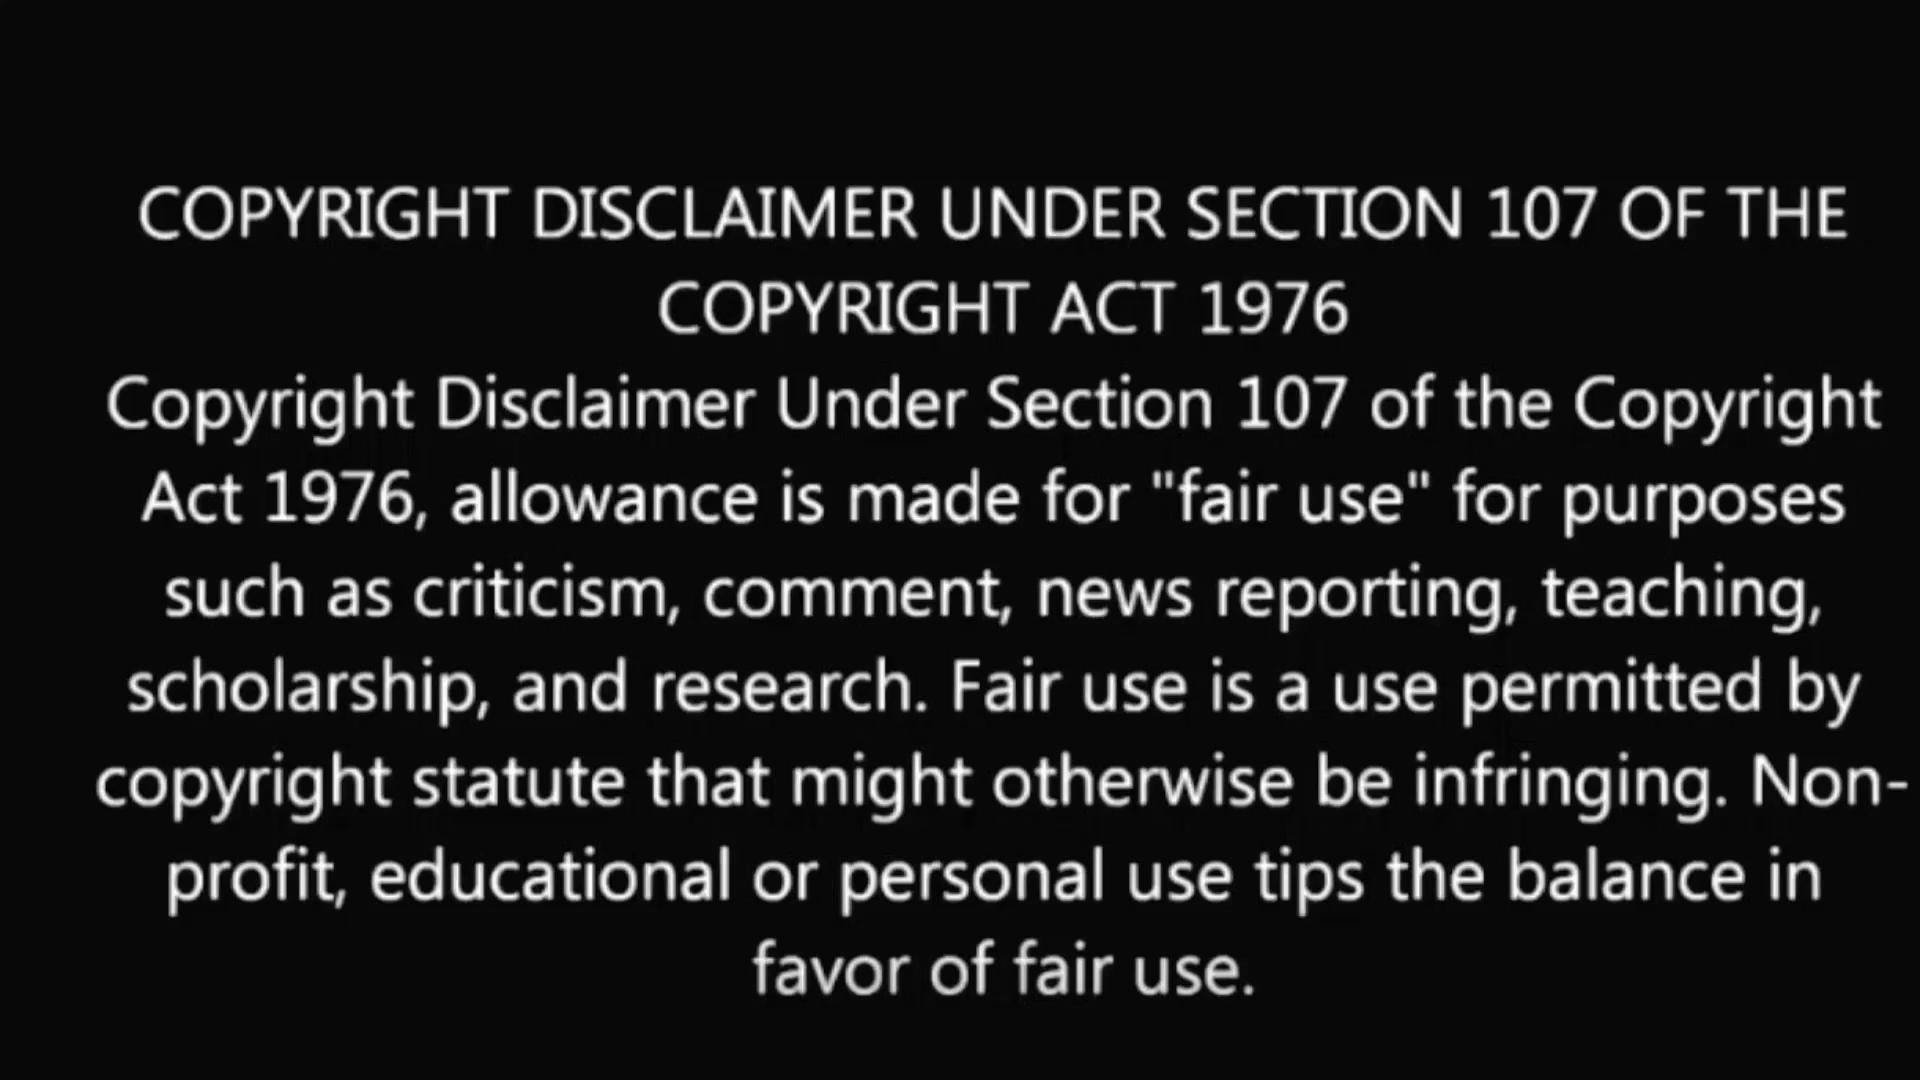 COPYRIGHT DISCLAIMER UNDER SECTION 107 OF THE
COPYRIGHT ACT 1976
Copyright Disclaimer Under Section 107 of the Copyright
Act 1976, allowance is made for "fair use" for purposes
such as criticism, comment, news reporting, teaching,
scholarship, and research. Fair use is a use permitted by
copyright statute that might otherwise be infringing. Non-
profit, educational or personal use tips the balance in
favor of fair use.